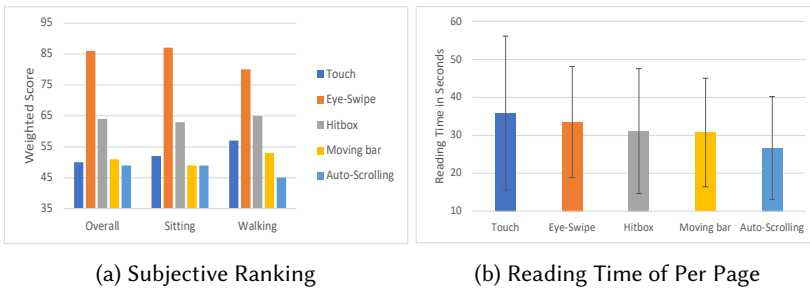 95
85
75
65
55
45
35
Weighted Score
Overall
Sitting
Walking
Touch
Eye-Swipe
Hitbox
Moving bar
Auto-Scrolling
(a) Subjective Ranking
60
50
40
30
20
10
Reading Time in Seconds
Touch
Eye-Swipe
Hitbox
Moving bar
Auto-Scrolling
(b) Reading Time of Per Page